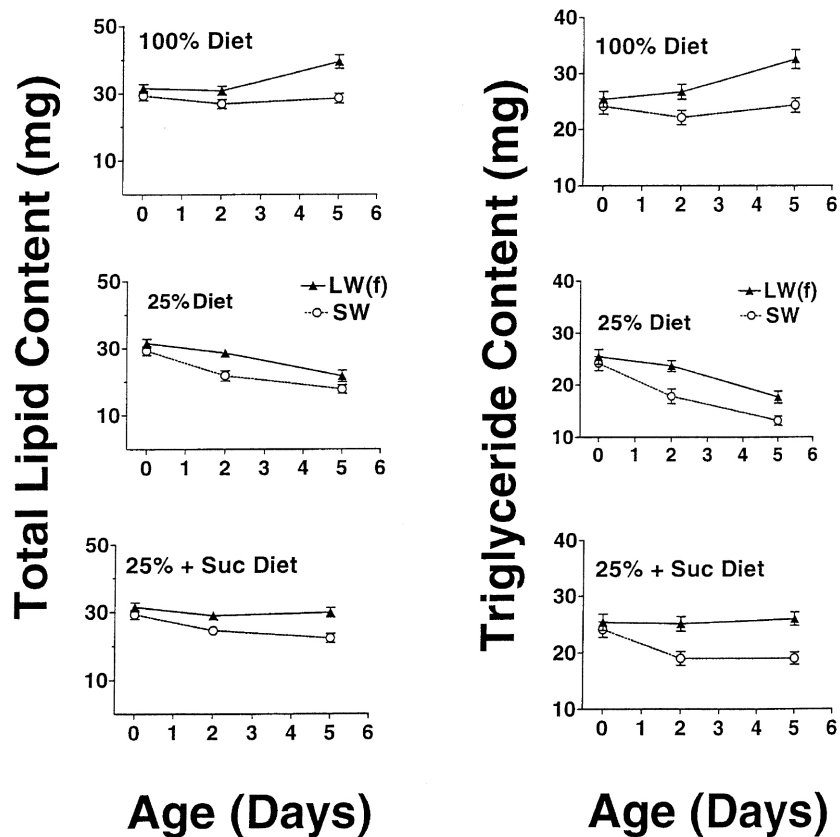 Total Lipid Content (mg)
50
100% Diet
30
10
0 1 2 3 4 5 6
50
25% Diet
LW(f)
SW
30
10
0 1 2 3 4 5 6
50
25% + Suc Diet
30
10
0 1 2 3 4 5 6
Age (Days)
Triglyceride Content (mg)
40
100% Diet
30
20
10
0 1 2 3 4 5 6
40
LW(f)
SW
25% Diet
30
20
10
0 1 2 3 4 5 6
40
25% + Suc Diet
30
20
10
0 1 2 3 4 5 6
Age (Days)